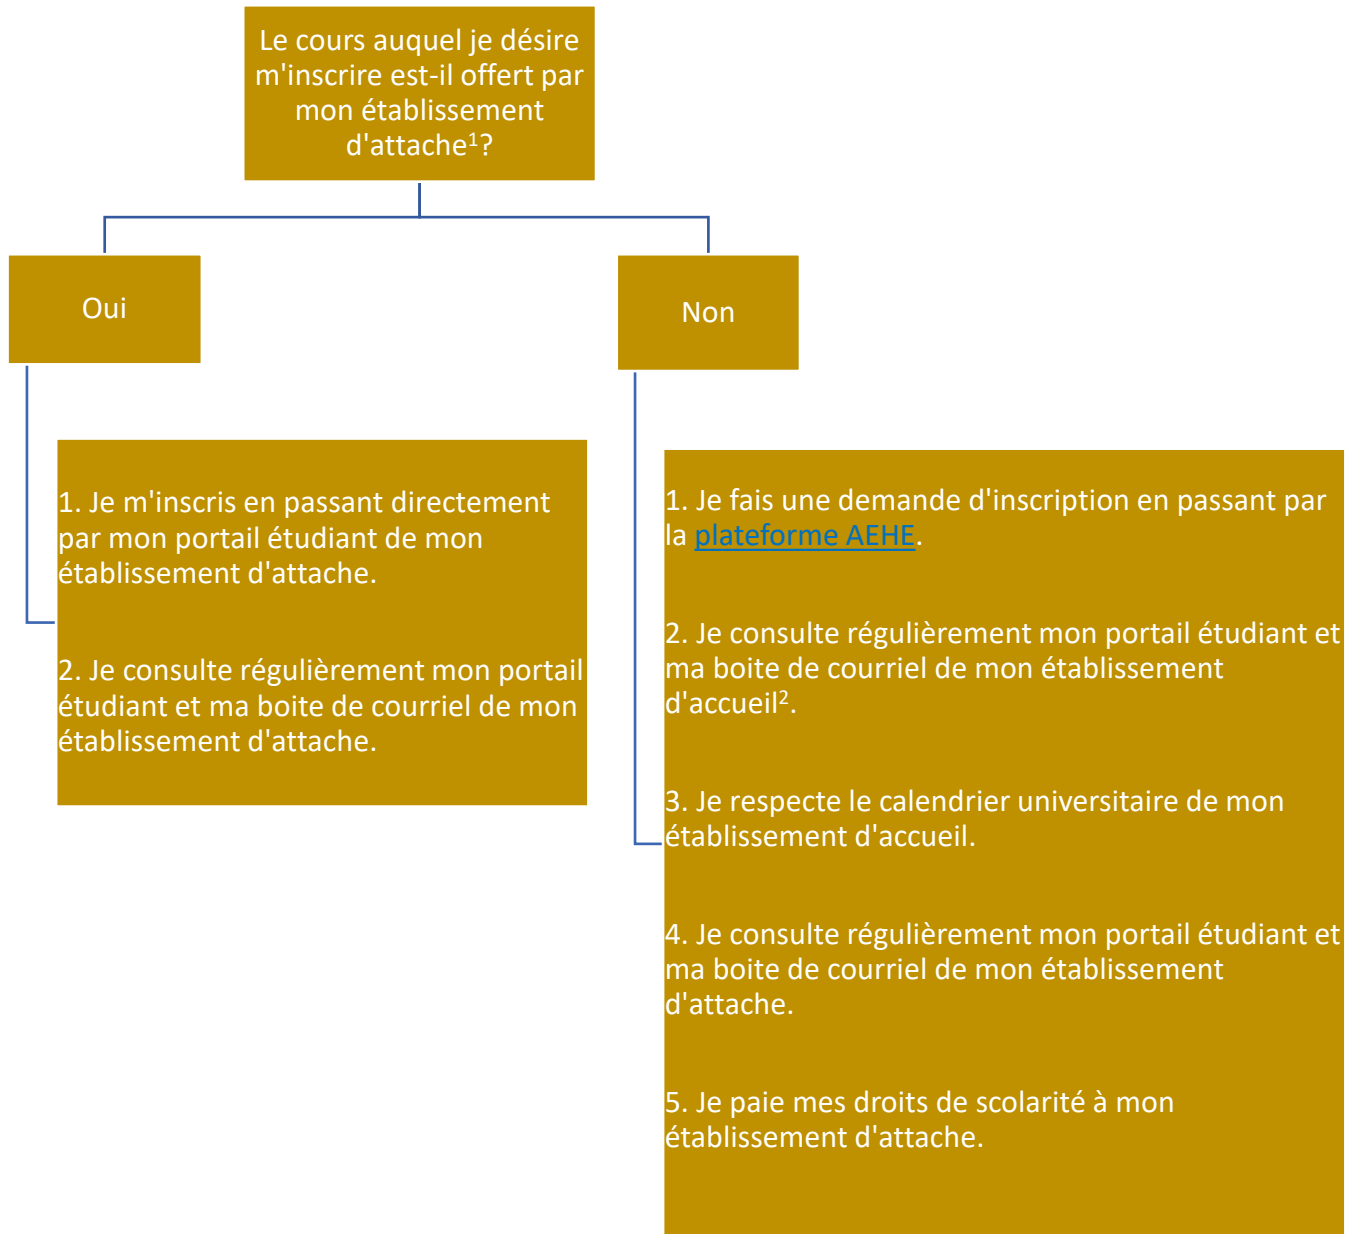 Le cours auquel je désire
m'inscrire est-il offert par
mon établissement
d'attache¹?
Oui
Non
1. Je m'inscris en passant directement
par mon portail étudiant de mon
établissement d'attache.
2. Je consulte régulièrement mon portail
étudiant et ma boite de courriel de mon
établissement d'attache.
1. Je fais une demande d'inscription en passant par
la plateforme AEHE.
2. Je consulte régulièrement mon portail étudiant et
ma boite de courriel de mon établissement
d'accueil².
3. Je respecte le calendrier universitaire de mon
établissement d'accueil.
4. Je consulte régulièrement mon portail étudiant et
ma boite de courriel de mon établissement
d'attache.
5. Je paie mes droits de scolarité à mon
établissement d'attache.